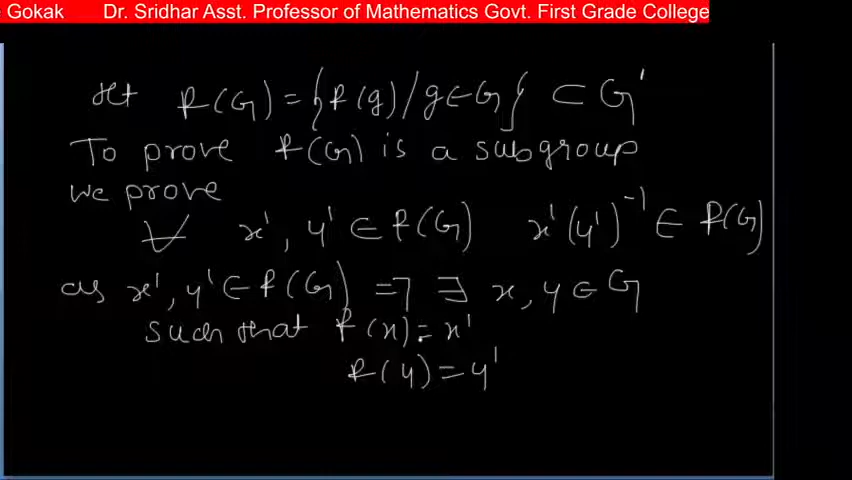 Gokak Dr. Sridhar Asst. Professor of Mathematics Govt. First Grade College
let f(G) = {f(g) / g ∈ G} ⊂ G'
To prove f(G) is a subgroup
we prove
∀ x', y' ∈ f(G) x'(y')⁻¹ ∈ f(G)
as x', y' ∈ f(G) ⇒ ∃ x, y ∈ G
such that f(x) = x'
f(y) = y'